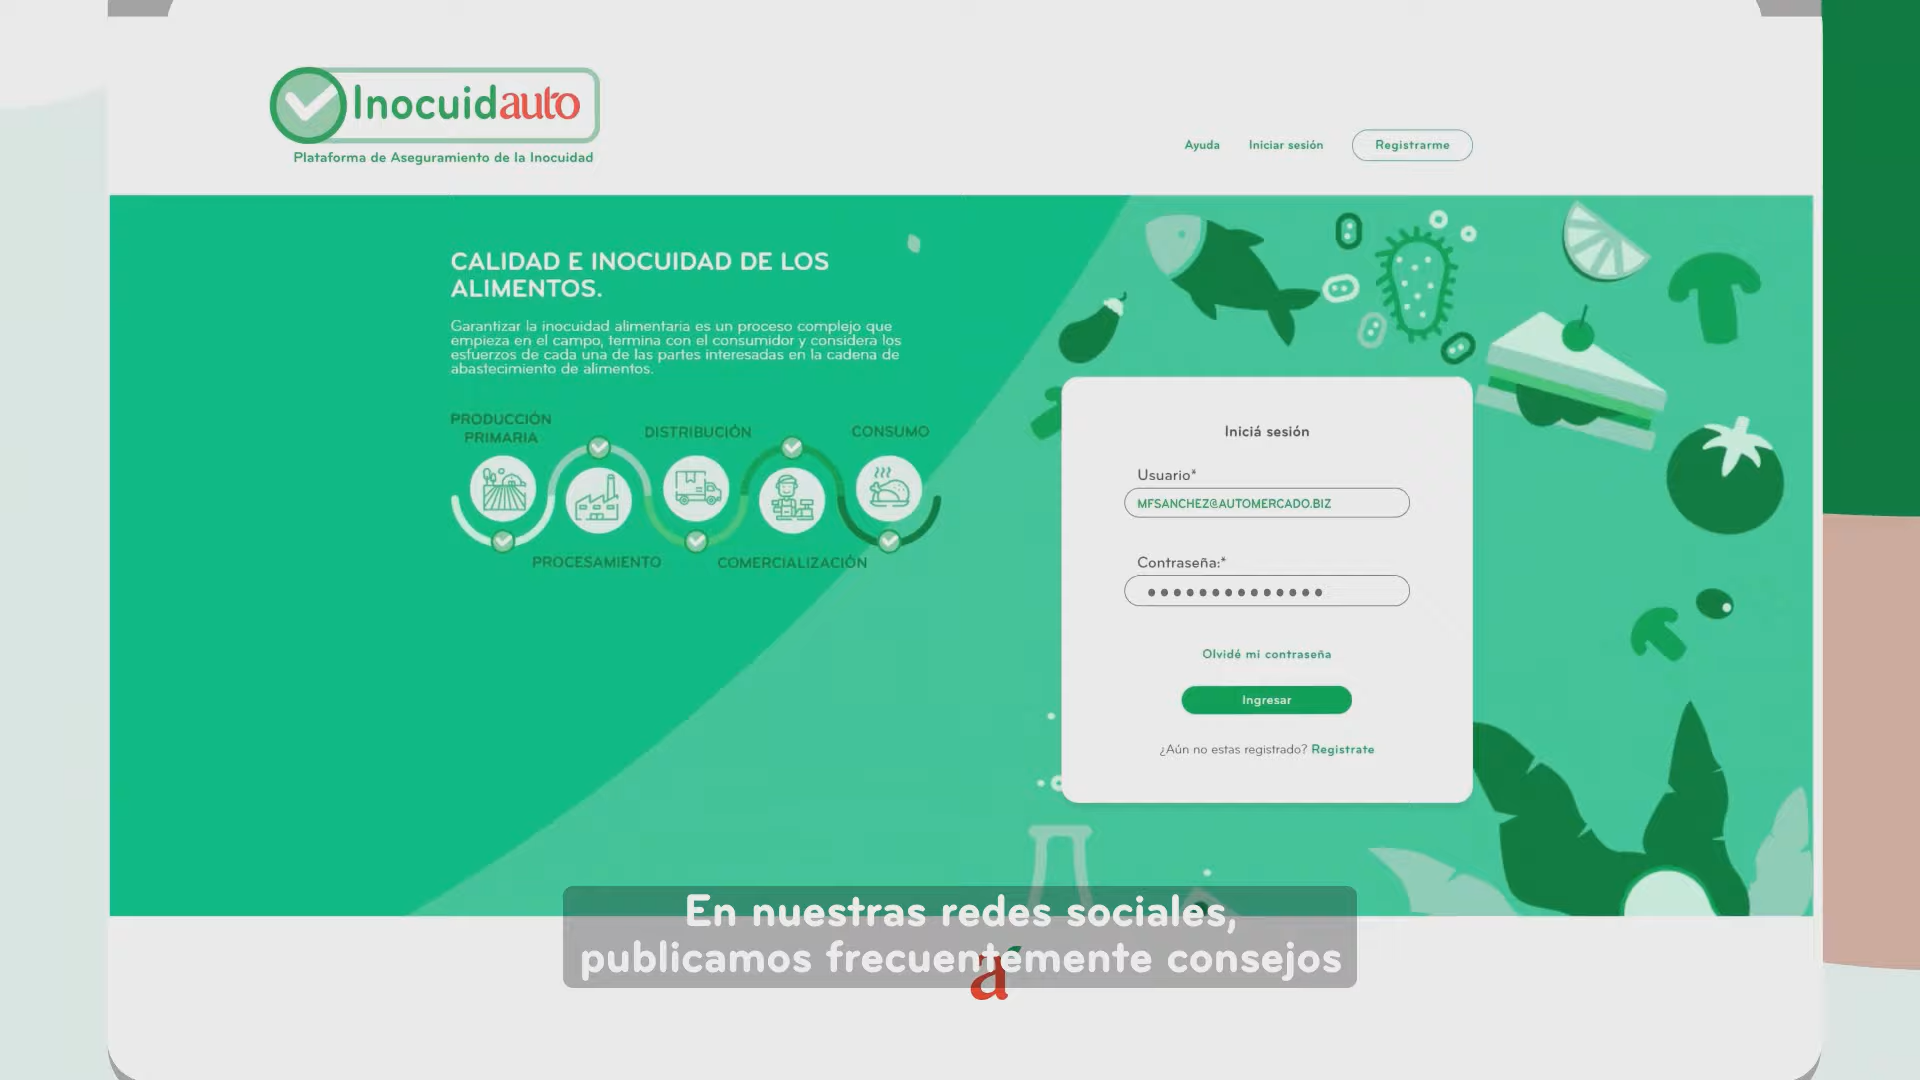 Inocuidauto
Plataforma de Aseguramiento de la Inocuidad
Ayuda
Iniciar sesión
Registrarme
CALIDAD E INOCUIDAD DE LOS
ALIMENTOS.
Garantizar la inocuidad alimentaria es un proceso complejo que
empieza en el campo, termina con el consumidor y considera los
esfuerzos de cada una de las partes interesadas en la cadena de
abastecimiento de alimentos.
PRODUCCIÓN
PRIMARIA
DISTRIBUCIÓN
CONSUMO
PROCESAMIENTO
COMERCIALIZACIÓN
Iniciá sesión
Usuario*
MFSANCHEZ@AUTOMERCADO.BIZ
Contraseña:*
Olvidé mi contraseña
Ingresar
¿Aún no estas registrado? Registrate
En nuestras redes sociales,
publicamos frecuentemente consejos
a